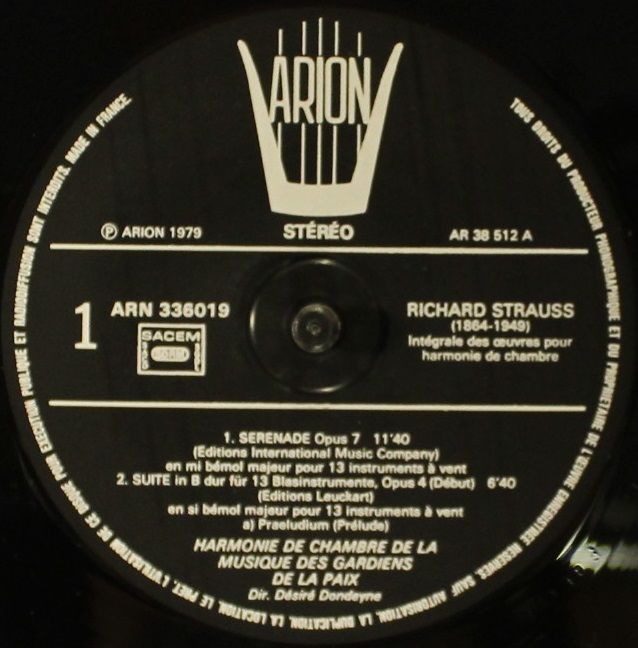 ARION
STÉRÉO
℗ ARION 1979
AR 38 512 A
1
ARN 336019
SACEM
RICHARD STRAUSS
(1864-1949)
Intégrale des œuvres pour
harmonie de chambre
1. SERENADE Opus 7 11'40
(Editions International Music Company)
en mi bémol majeur pour 13 instruments à vent
2. SUITE in B dur für 13 Blasinstrumente, Opus 4 (Début) 6'40
(Editions Leuckart)
en si bémol majeur pour 13 instruments à vent
a) Praeludium (Prélude)
HARMONIE DE CHAMBRE DE LA
MUSIQUE DES GARDIENS
DE LA PAIX
Dir. Désiré Dondeyne
TOUS DROITS DU PRODUCTEUR PHONOGRAPHIQUE ET DU PROPRIETAIRE DE L'ŒUVRE ENREGISTREE RESERVES. SAUF AUTORISATION, LA DUPLICATION, LA LOCATION, LE PRET, L'UTILISATION DE CE DISQUE POUR EXECUTION PUBLIQUE ET RADIODIFFUSION SONT INTERDITS. MADE IN FRANCE.